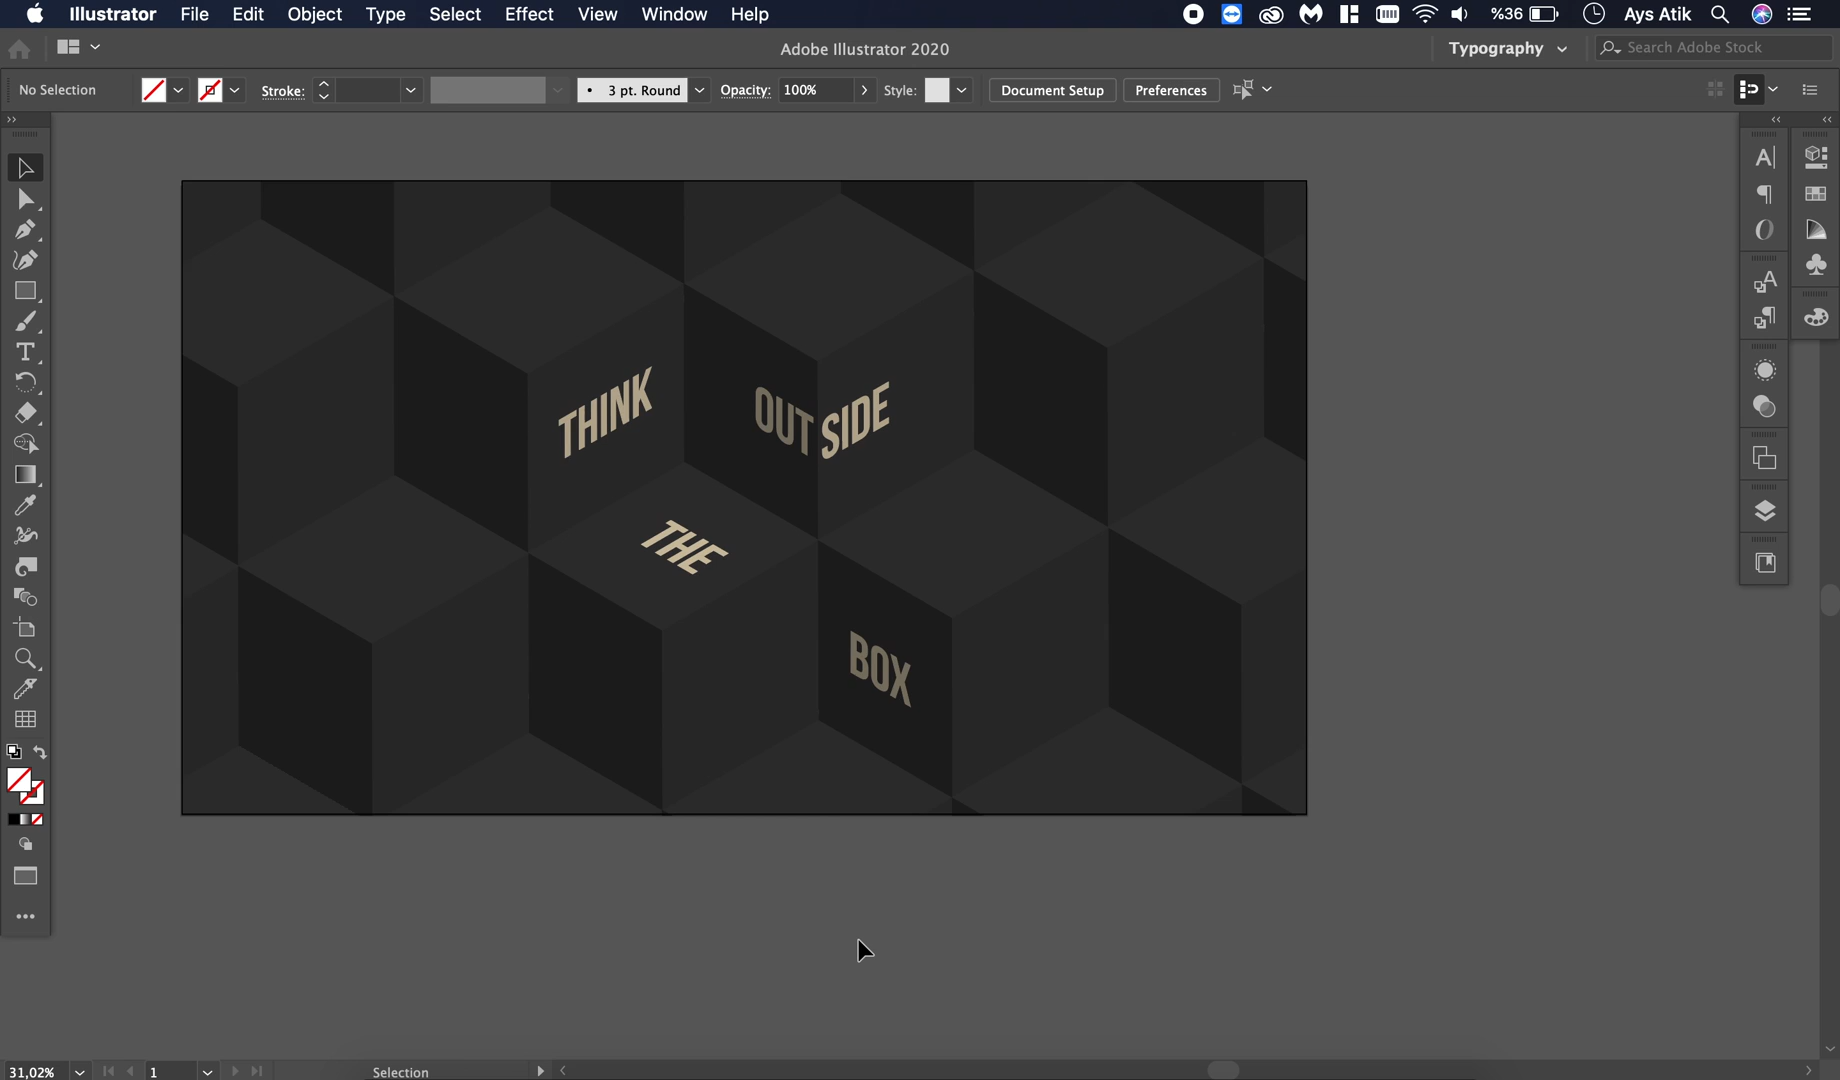 Illustrator File Edit Object Type Select Effect View Window Help %36 Ays Atik
Adobe Illustrator 2020 Typography Search Adobe Stock
No Selection Stroke: 3 pt. Round Opacity: 100% Style: Document Setup Preferences
THINK
OUTSIDE
THE
BOX
31,02% 1 Selection